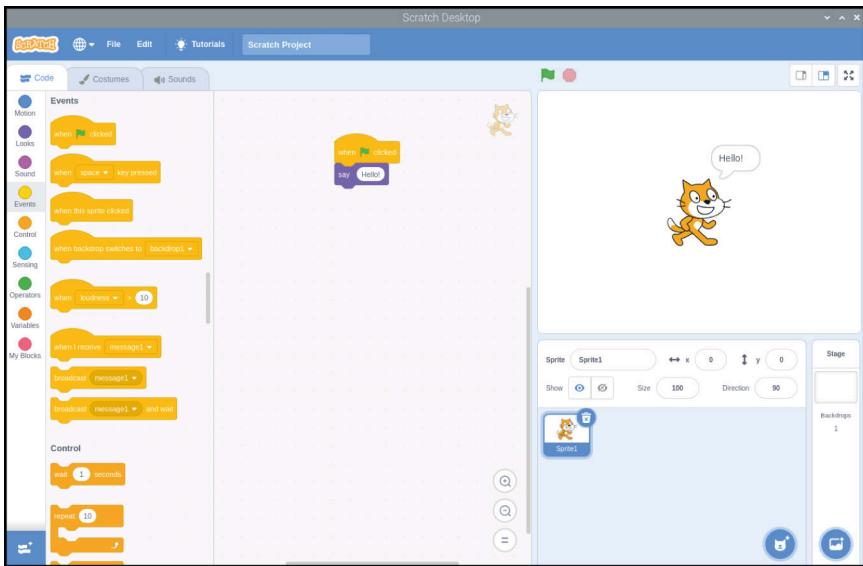 Scratch Desktop
SCRATCH
File Edit Tutorials Scratch Project
Code Costumes Sounds
Motion
Looks
Sound
Events
Control
Sensing
Operators
Variables
My Blocks
Events
when clicked
when space key pressed
when this sprite clicked
when backdrop switches to backdrop1
when loudness > 10
when I receive message1
broadcast message1
broadcast message1 and wait
Control
wait 1 seconds
repeat 10
when clicked
say Hello!
Hello!
Sprite Sprite1 x 0 y 0
Show Size 100 Direction 90
Sprite1
Stage
Backdrops
1